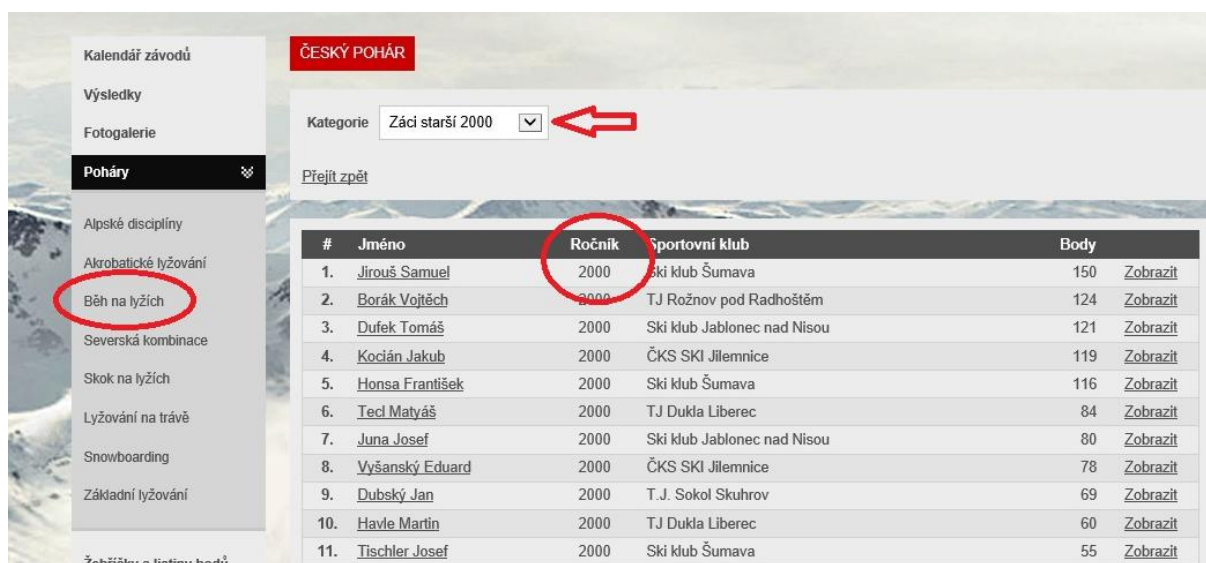 Kalendář závodů
Výsledky
Fotogalerie
Poháry
Alpské disciplíny
Akrobatické lyžování
Běh na lyžích
Severská kombinace
Skok na lyžích
Lyžování na trávě
Snowboarding
Základní lyžování
Žebříčky a listiny bodů
ČESKÝ POHÁR
Kategorie Záci starší 2000
Přejít zpět
# Jméno Ročník Sportovní klub Body
1. Jirouš Samuel 2000 Ski klub Šumava 150 Zobrazit
2. Borák Vojtěch 2000 TJ Rožnov pod Radhoštěm 124 Zobrazit
3. Dufek Tomáš 2000 Ski klub Jablonec nad Nisou 121 Zobrazit
4. Kocián Jakub 2000 ČKS SKI Jilemnice 119 Zobrazit
5. Honsa František 2000 Ski klub Šumava 116 Zobrazit
6. Tecl Matyáš 2000 TJ Dukla Liberec 84 Zobrazit
7. Juna Josef 2000 Ski klub Jablonec nad Nisou 80 Zobrazit
8. Vyšanský Eduard 2000 ČKS SKI Jilemnice 78 Zobrazit
9. Dubský Jan 2000 T.J. Sokol Skuhrov 69 Zobrazit
10. Havle Martin 2000 TJ Dukla Liberec 60 Zobrazit
11. Tischler Josef 2000 Ski klub Šumava 55 Zobrazit